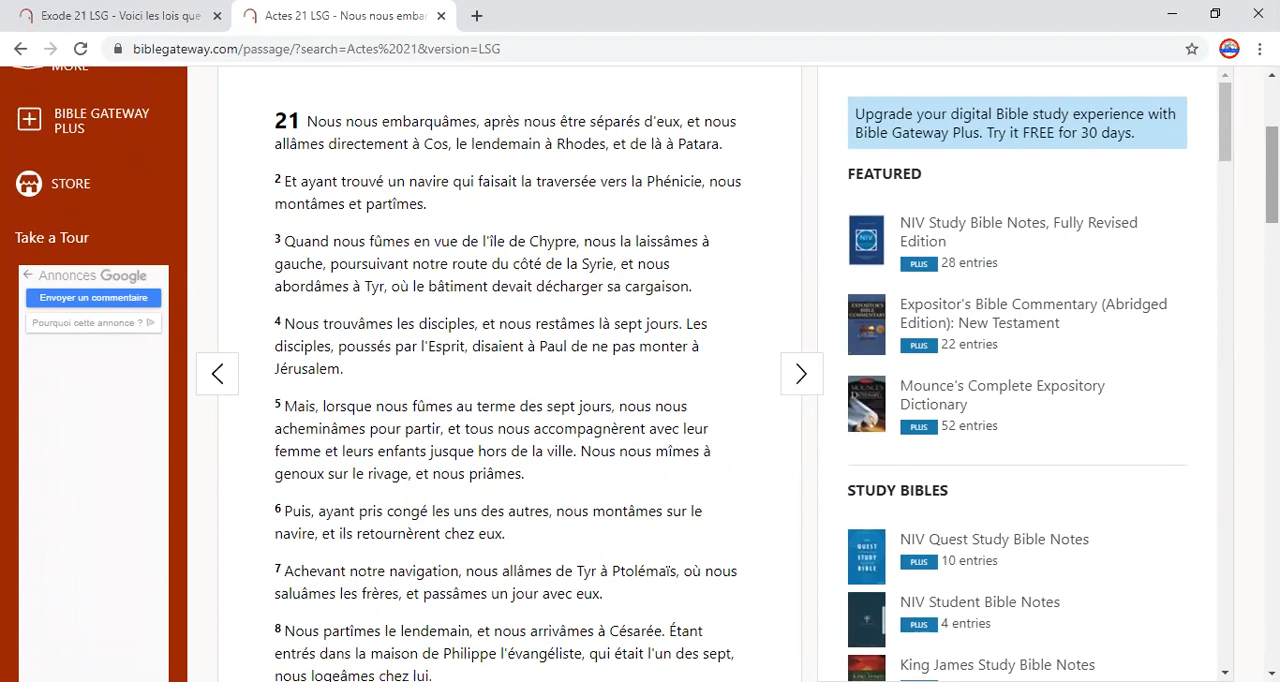 Exode 21 LSG - Voici les lois que
Actes 21 LSG - Nous nous embar
biblegateway.com/passage/?search=Actes%2021&version=LSG
MORE
BIBLE GATEWAY
PLUS
STORE
Take a Tour
Annonces Google
Envoyer un commentaire
Pourquoi cette annonce ?
21 Nous nous embarquâmes, après nous être séparés d'eux, et nous
allâmes directement à Cos, le lendemain à Rhodes, et de là à Patara.
2 Et ayant trouvé un navire qui faisait la traversée vers la Phénicie, nous
montâmes et partîmes.
3 Quand nous fûmes en vue de l'île de Chypre, nous la laissâmes à
gauche, poursuivant notre route du côté de la Syrie, et nous
abordâmes à Tyr, où le bâtiment devait décharger sa cargaison.
4 Nous trouvâmes les disciples, et nous restâmes là sept jours. Les
disciples, poussés par l'Esprit, disaient à Paul de ne pas monter à
Jérusalem.
5 Mais, lorsque nous fûmes au terme des sept jours, nous nous
acheminâmes pour partir, et tous nous accompagnèrent avec leur
femme et leurs enfants jusque hors de la ville. Nous nous mîmes à
genoux sur le rivage, et nous priâmes.
6 Puis, ayant pris congé les uns des autres, nous montâmes sur le
navire, et ils retournèrent chez eux.
7 Achevant notre navigation, nous allâmes de Tyr à Ptolémaïs, où nous
saluâmes les frères, et passâmes un jour avec eux.
8 Nous partîmes le lendemain, et nous arrivâmes à Césarée. Étant
entrés dans la maison de Philippe l'évangéliste, qui était l'un des sept,
nous logeâmes chez lui.
Upgrade your digital Bible study experience with
Bible Gateway Plus. Try it FREE for 30 days.
FEATURED
NIV Study Bible Notes, Fully Revised
Edition
PLUS 28 entries
Expositor's Bible Commentary (Abridged
Edition): New Testament
PLUS 22 entries
Mounce's Complete Expository
Dictionary
PLUS 52 entries
STUDY BIBLES
NIV Quest Study Bible Notes
PLUS 10 entries
NIV Student Bible Notes
PLUS 4 entries
King James Study Bible Notes